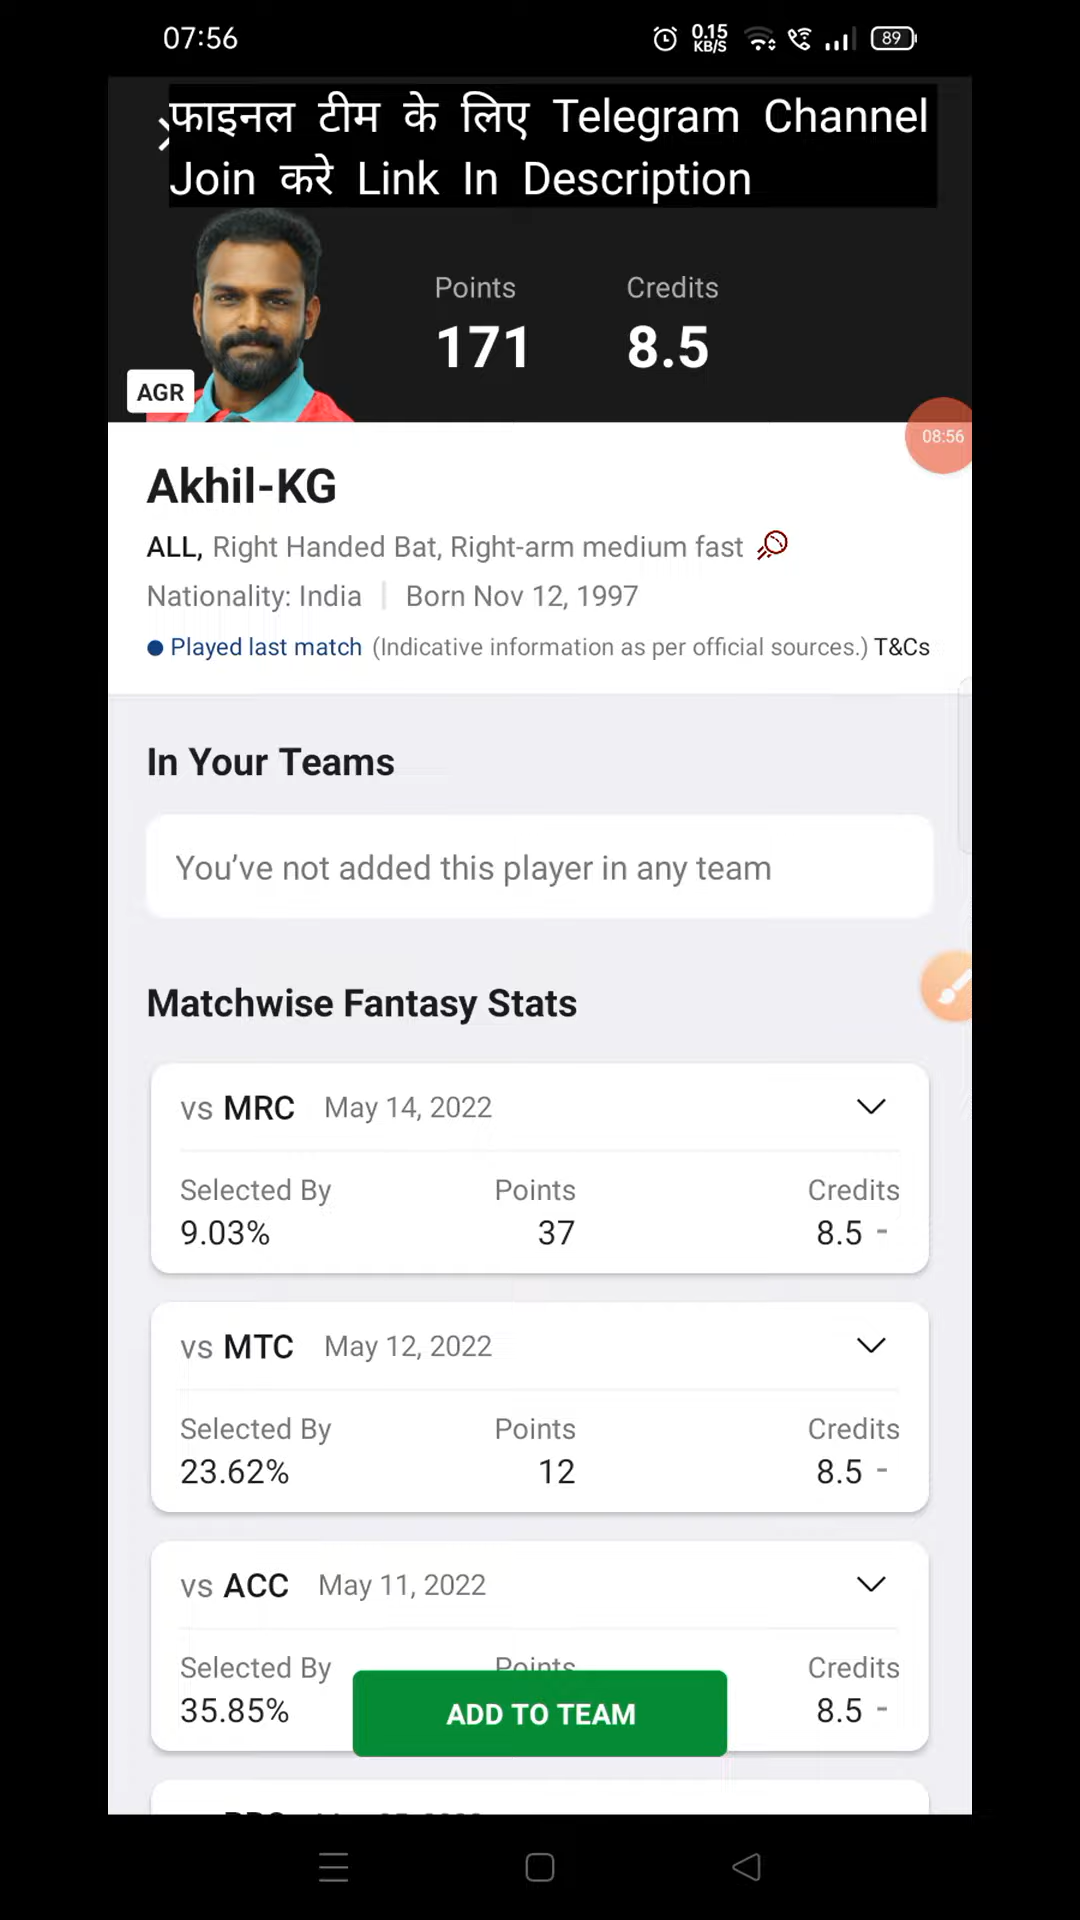 07:56
0.15
KB/S
89
फाइनल टीम के लिए Telegram Channel
Join करे Link In Description
Points
Credits
171
8.5
AGR
08:56
Akhil-KG
ALL, Right Handed Bat, Right-arm medium fast
Nationality: India | Born Nov 12, 1997
Played last match (Indicative information as per official sources.) T&Cs
In Your Teams
You’ve not added this player in any team
Matchwise Fantasy Stats
vs MRC May 14, 2022
Selected By Points Credits
9.03% 37 8.5 -
vs MTC May 12, 2022
Selected By Points Credits
23.62% 12 8.5 -
vs ACC May 11, 2022
Selected By Points Credits
35.85% 8.5 -
ADD TO TEAM